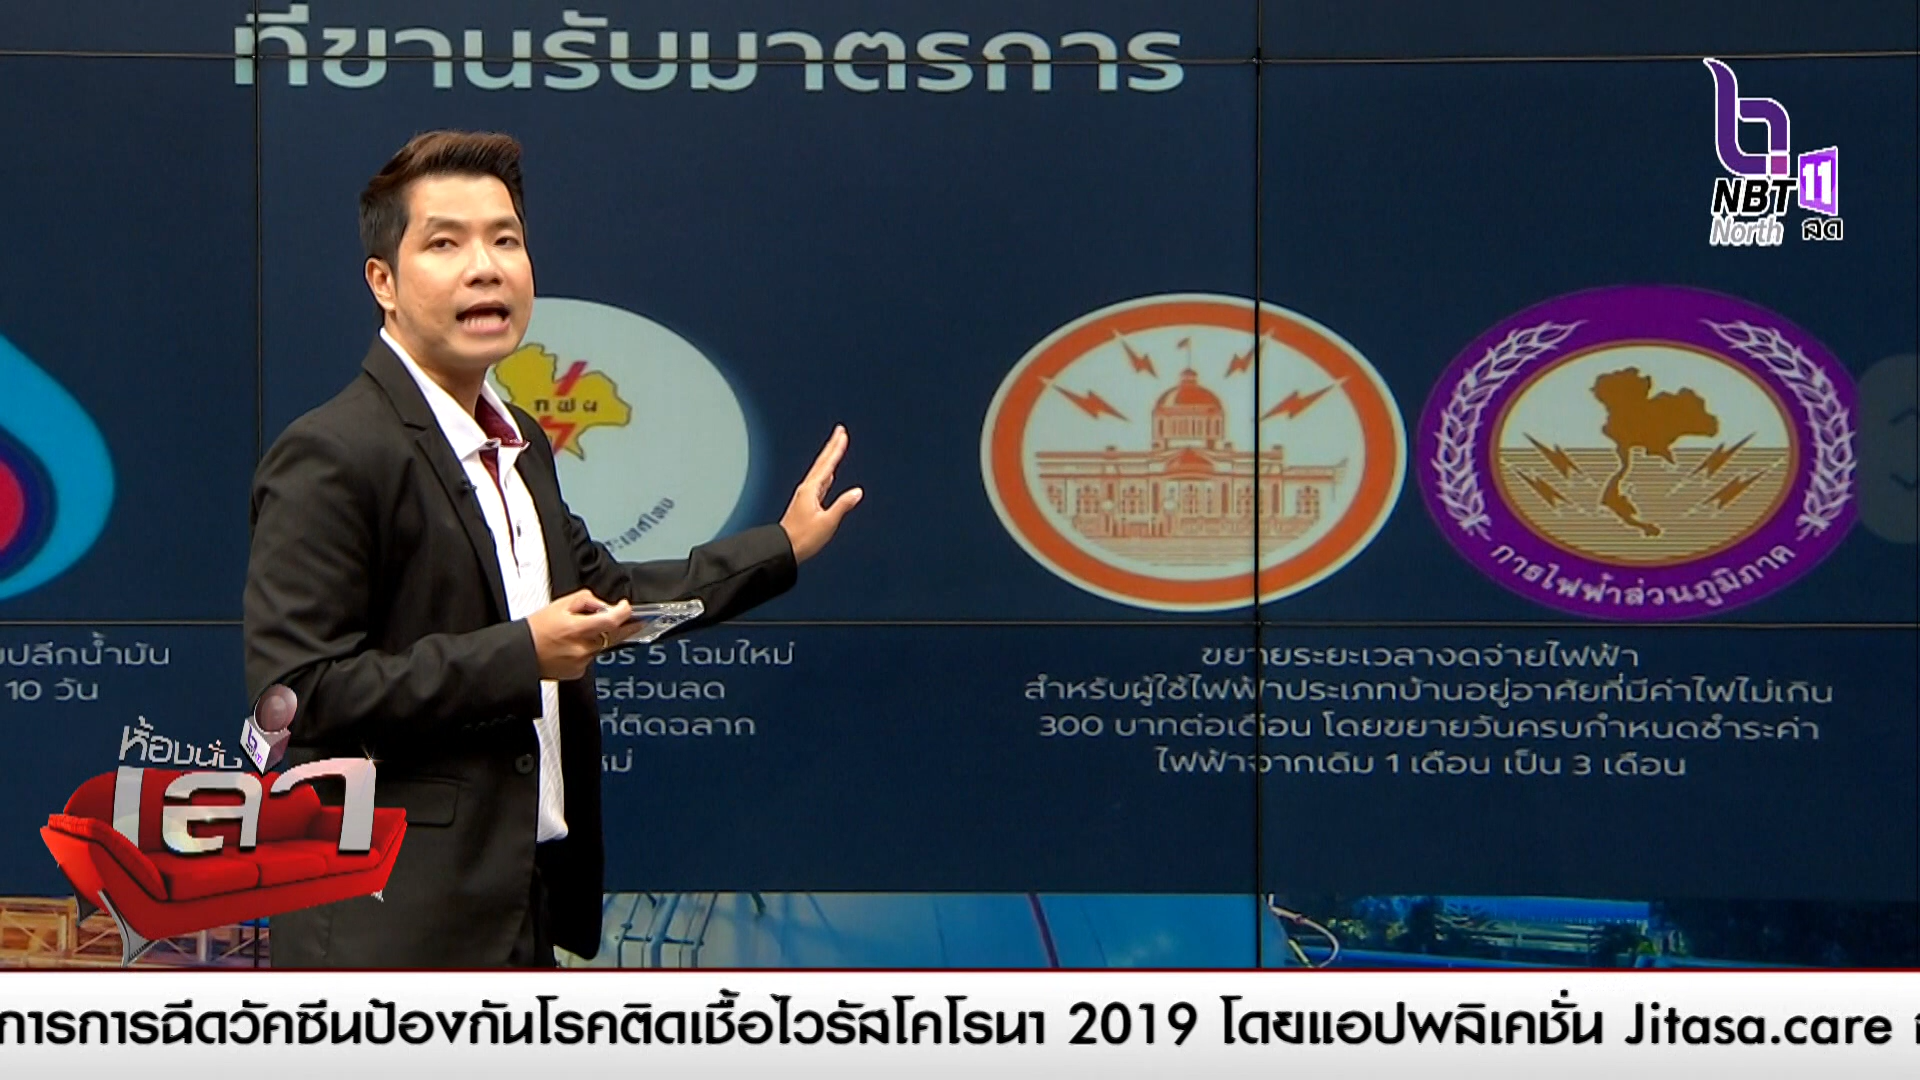 ที่ขานรับมาตรการ
NBT 11
North สด
กฟผ
ประเทศไทย
การไฟฟ้าส่วนภูมิภาค
ปลีกน้ำมัน
10 วัน
5 โฉมใหม่
ส่วนลด
ที่ติดฉลาก
ขยายระยะเวลางดจ่ายไฟฟ้า
สำหรับผู้ใช้ไฟฟ้าประเภทบ้านอยู่อาศัยที่มีค่าไฟไม่เกิน
300 บาทต่อเดือน โดยขยายวันครบกำหนดชำระค่า
ไฟฟ้าจากเดิม 1 เดือน เป็น 3 เดือน
ห้องนั่ง
เล่า
การการฉีดวัคซีนป้องกันโรคติดเชื้อไวรัสโคโรนา 2019 โดยแอปพลิเคชั่น Jitasa.care